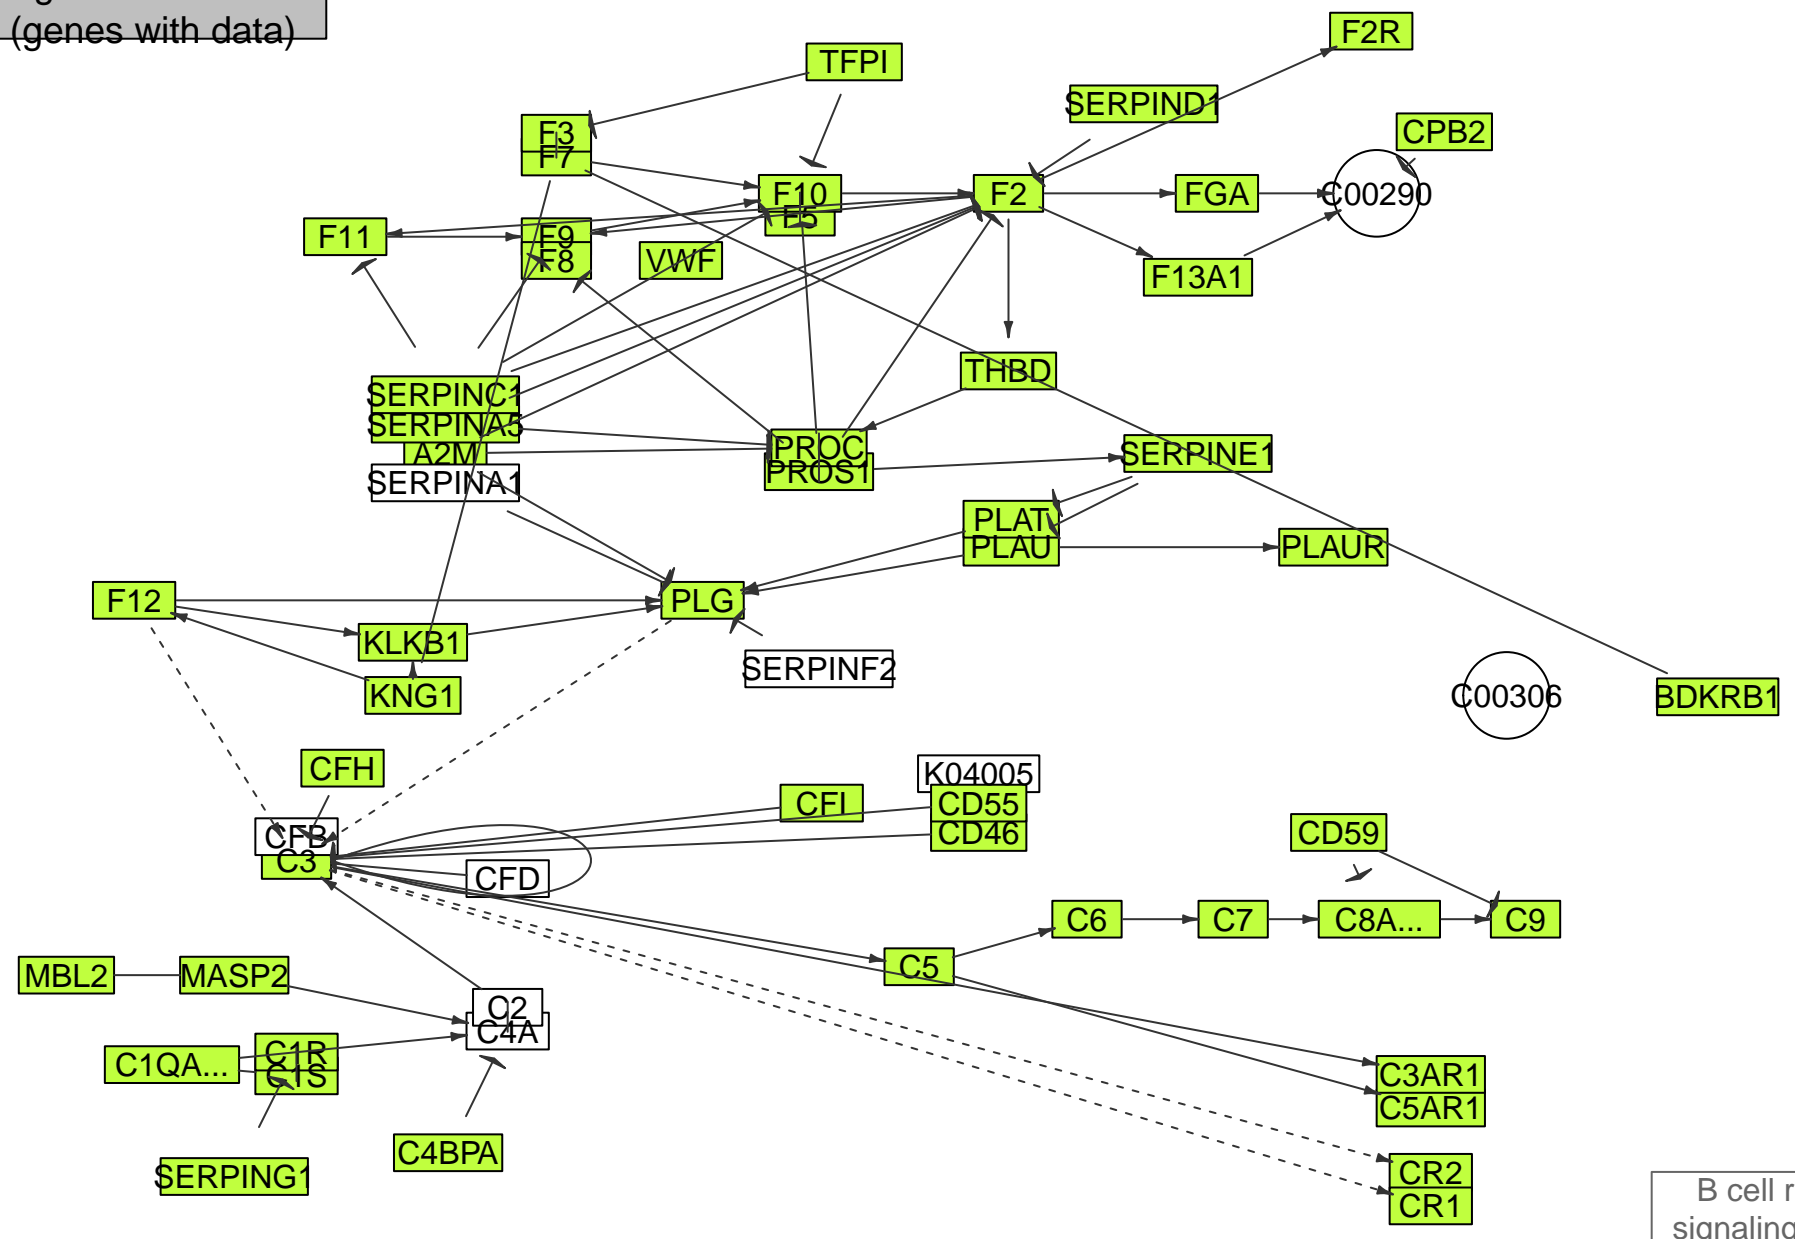 (genes with data)
F2R
TFPI
SERPIND1
CPB2
F3
F7
F10
F5
F2
FGA
C00290
F11
F9
F8
VWF
F13A1
SERPINC1
SERPINA5
A2M
SERPINA1
THBD
PROC
PROS1
SERPINE1
PLAT
PLAU
PLAUR
F12
PLG
KLKB1
KNG1
SERPINF2
C00306
BDKRB1
CFH
K04005
CFI
CD55
CD46
CD59
CFB
C3
CFD
C6
C7
C8A...
C9
C5
MBL2
MASP2
C2
C4A
C1QA...
C1R
C1S
C3AR1
C5AR1
C4BPA
SERPING1
CR2
CR1
B cell r
signaling